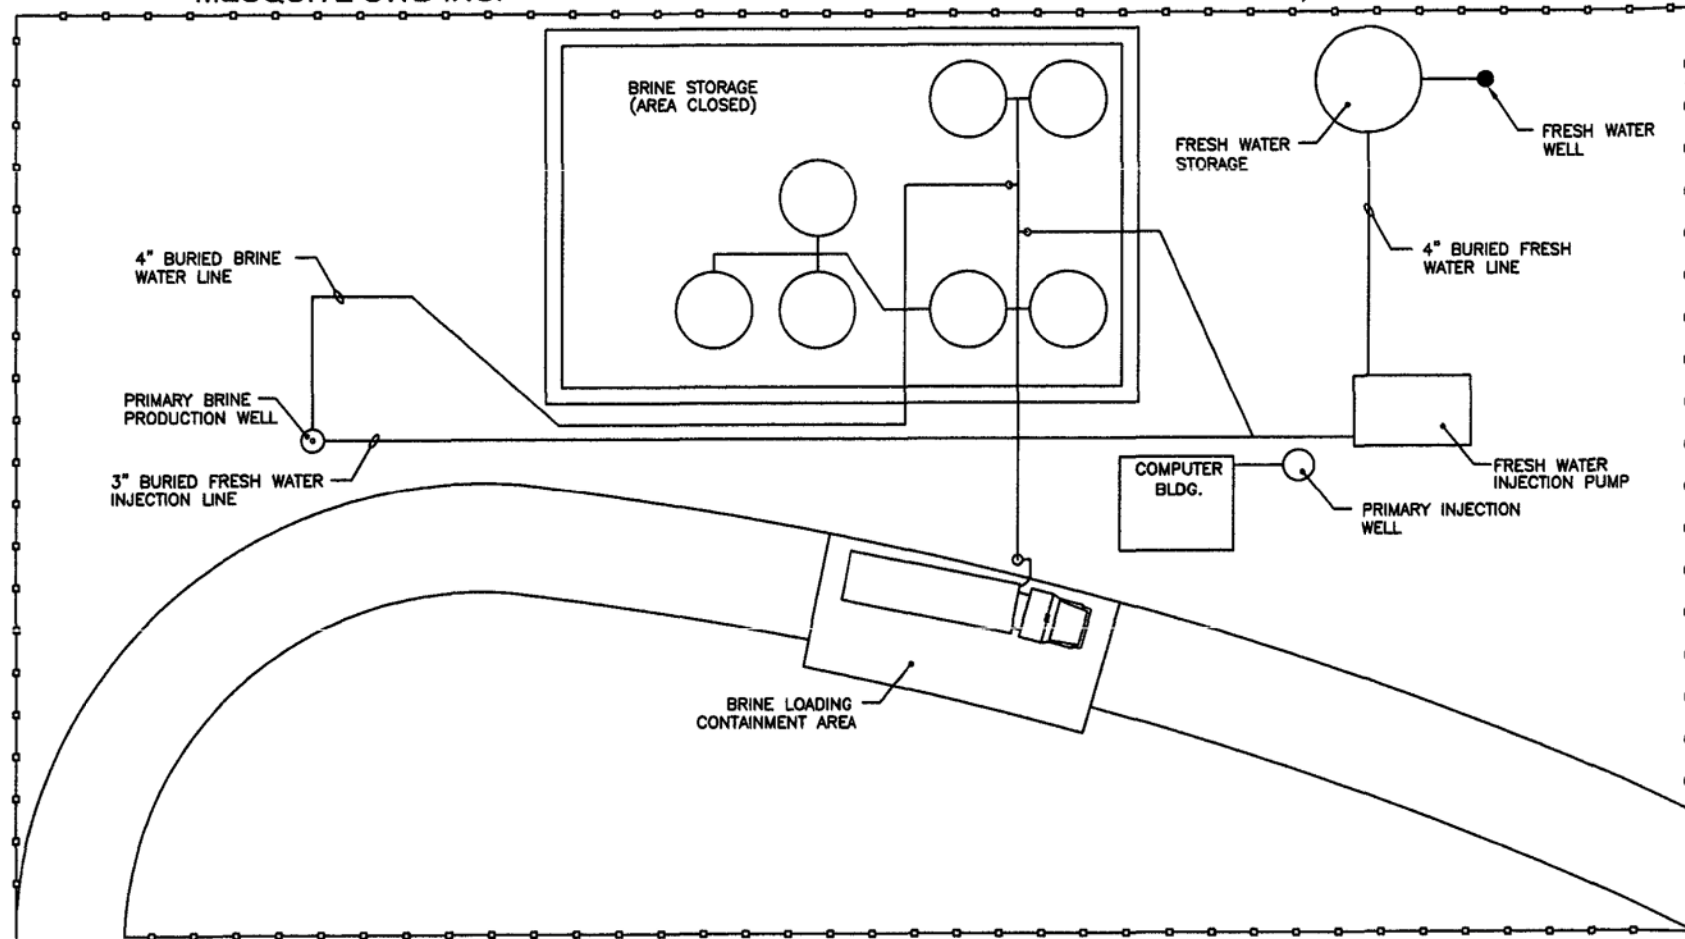 BRINE STORAGE
(AREA CLOSED)
FRESH WATER
STORAGE
FRESH WATER
WELL
4" BURIED BRINE
WATER LINE
4" BURIED FRESH
WATER LINE
PRIMARY BRINE
PRODUCTION WELL
3" BURIED FRESH WATER
INJECTION LINE
COMPUTER
BLDG.
FRESH WATER
INJECTION PUMP
PRIMARY INJECTION
WELL
BRINE LOADING
CONTAINMENT AREA